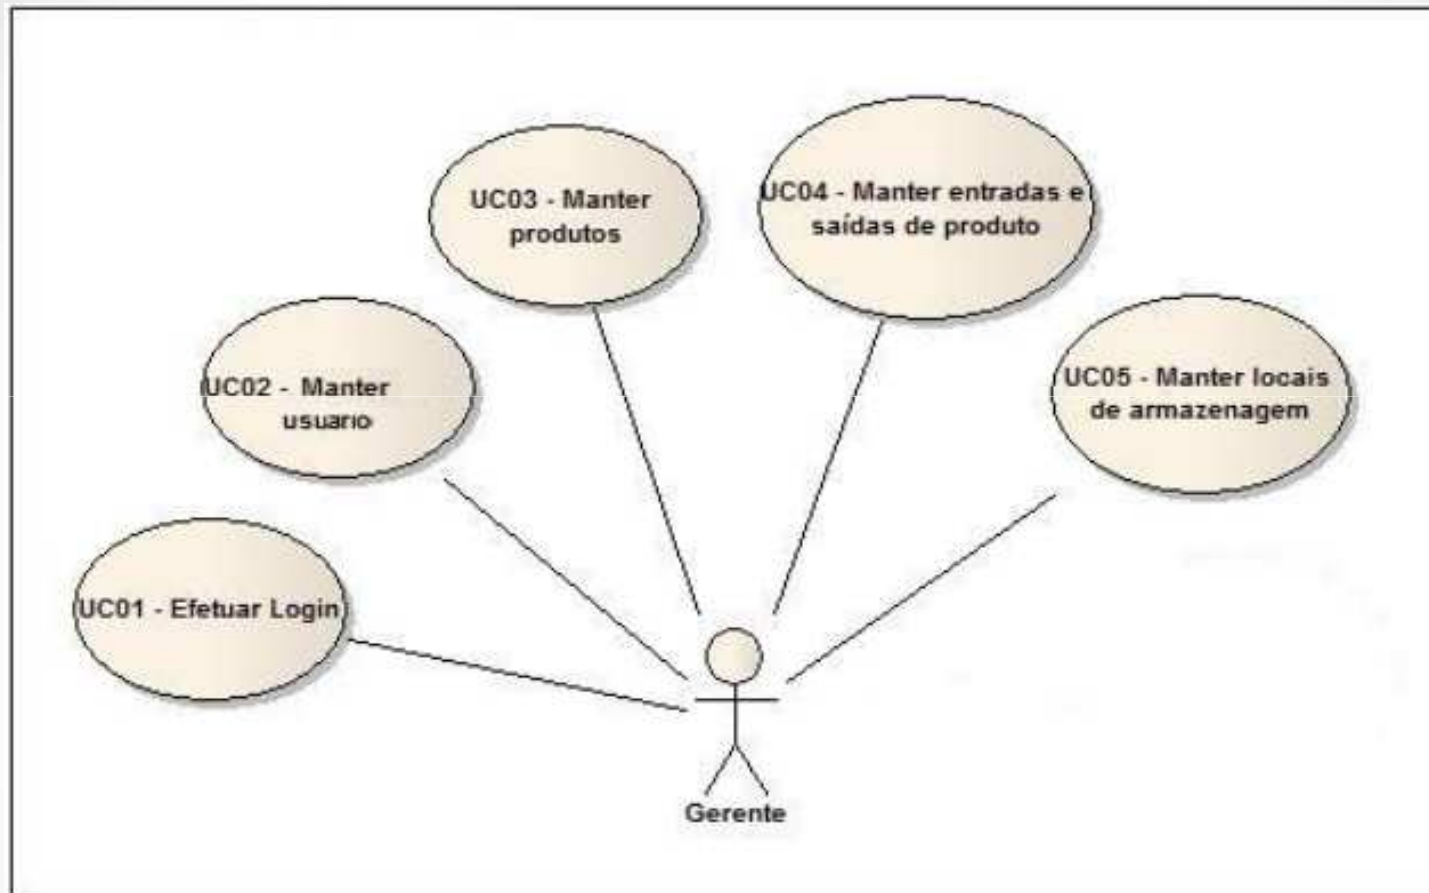 UC03 - Manter
produtos
UC04 - Manter entradas e
saídas de produto
UC02 - Manter
usuario
UC05 - Manter locais
de armazenagem
UC01 - Efetuar Login
Gerente